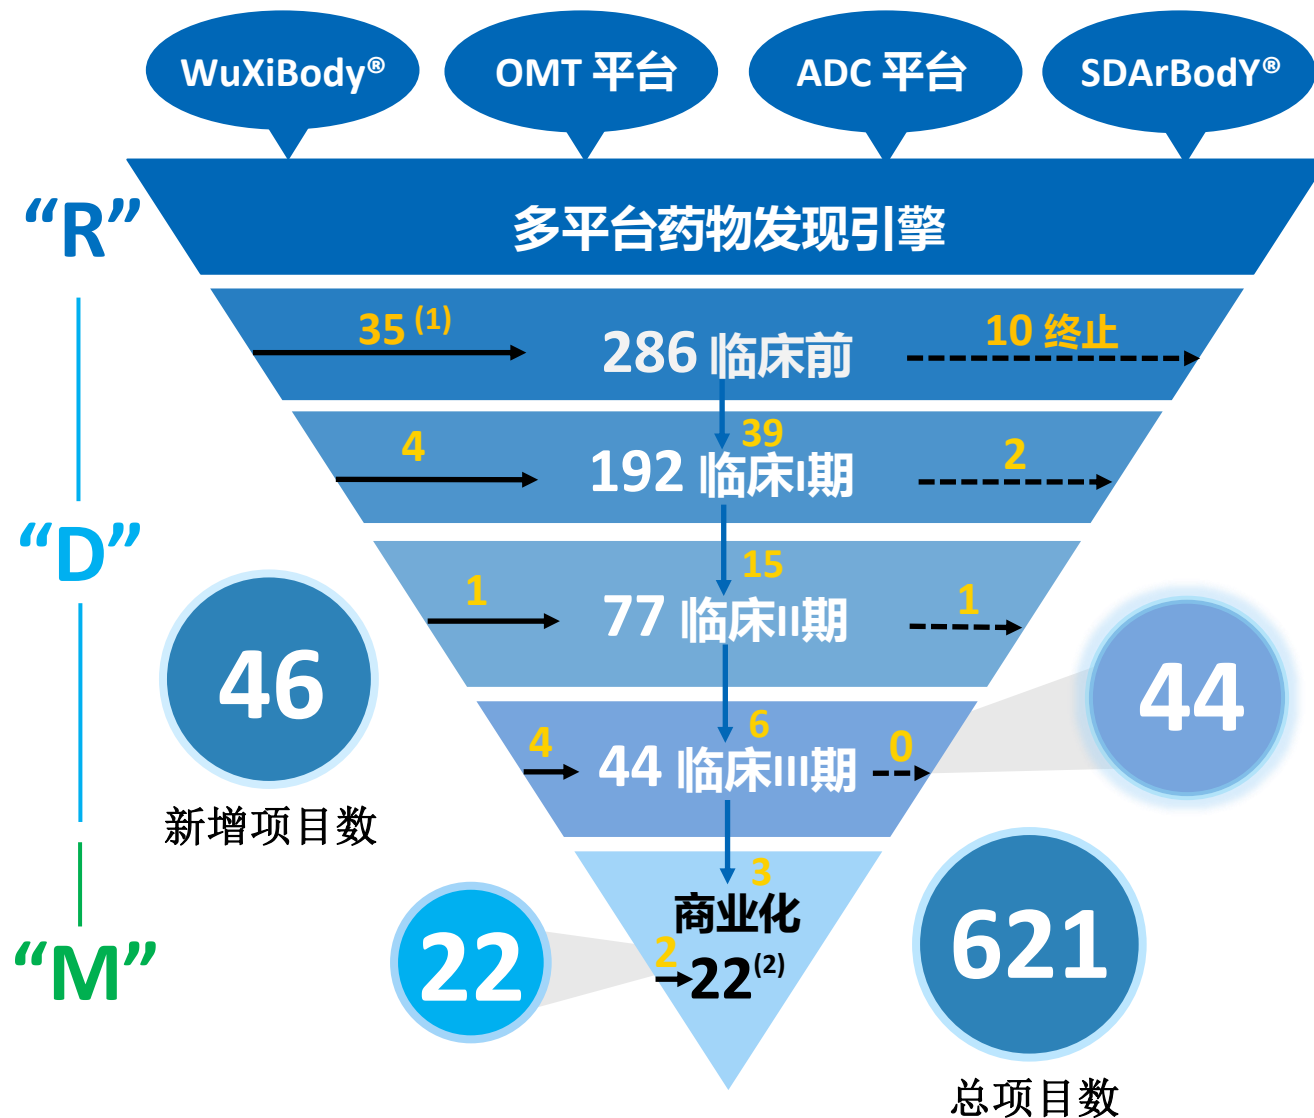 WuXiBody®
OMT 平台
ADC 平台
SDArBodY®
“R”
多平台药物发现引擎
35 (1)
286 临床前
10 终止
39
4
192 临床I期
2
“D”
15
1
77 临床II期
1
46
新增项目数
44
6
4
44 临床III期
0
3
商业化
2
22(2)
22
“M”
621
总项目数